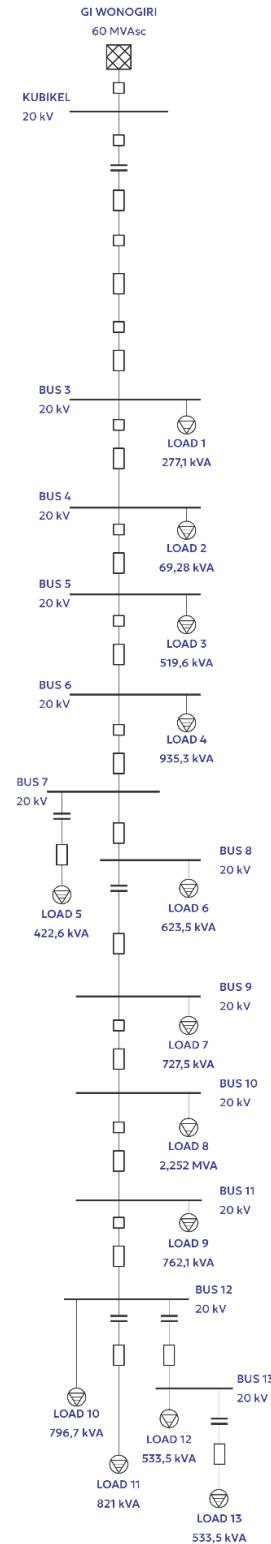 GI WONOGIRI
60 MVAsc
KUBIKEL
20 kV
BUS 3
20 kV
LOAD 1
277,1 kVA
BUS 4
20 kV
LOAD 2
69,28 kVA
BUS 5
20 kV
LOAD 3
519,6 kVA
BUS 6
20 kV
LOAD 4
935,3 kVA
BUS 7
20 kV
BUS 8
20 kV
LOAD 5
422,6 kVA
LOAD 6
623,5 kVA
BUS 9
20 kV
LOAD 7
727,5 kVA
BUS 10
20 kV
LOAD 8
2,252 MVA
BUS 11
20 kV
LOAD 9
762,1 kVA
BUS 12
20 kV
BUS 13
20 kV
LOAD 10
796,7 kVA
LOAD 12
533,5 kVA
LOAD 11
821 kVA
LOAD 13
533,5 kVA